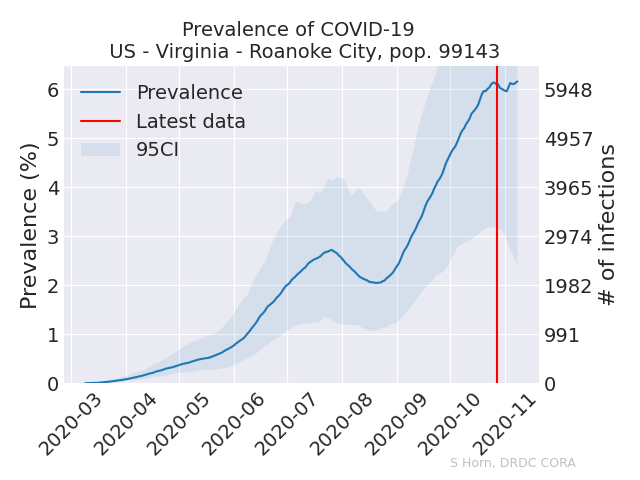 Prevalence of COVID-19
US - Virginia - Roanoke City, pop. 99143
Prevalence
Latest data
95CI
Prevalence (%)
6
5
4
3
2
1
0
5948
4957
3965
2974
1982
991
0
# of infections
2020-03
2020-04
2020-05
2020-06
2020-07
2020-08
2020-09
2020-10
2020-11
S Horn, DRDC CORA